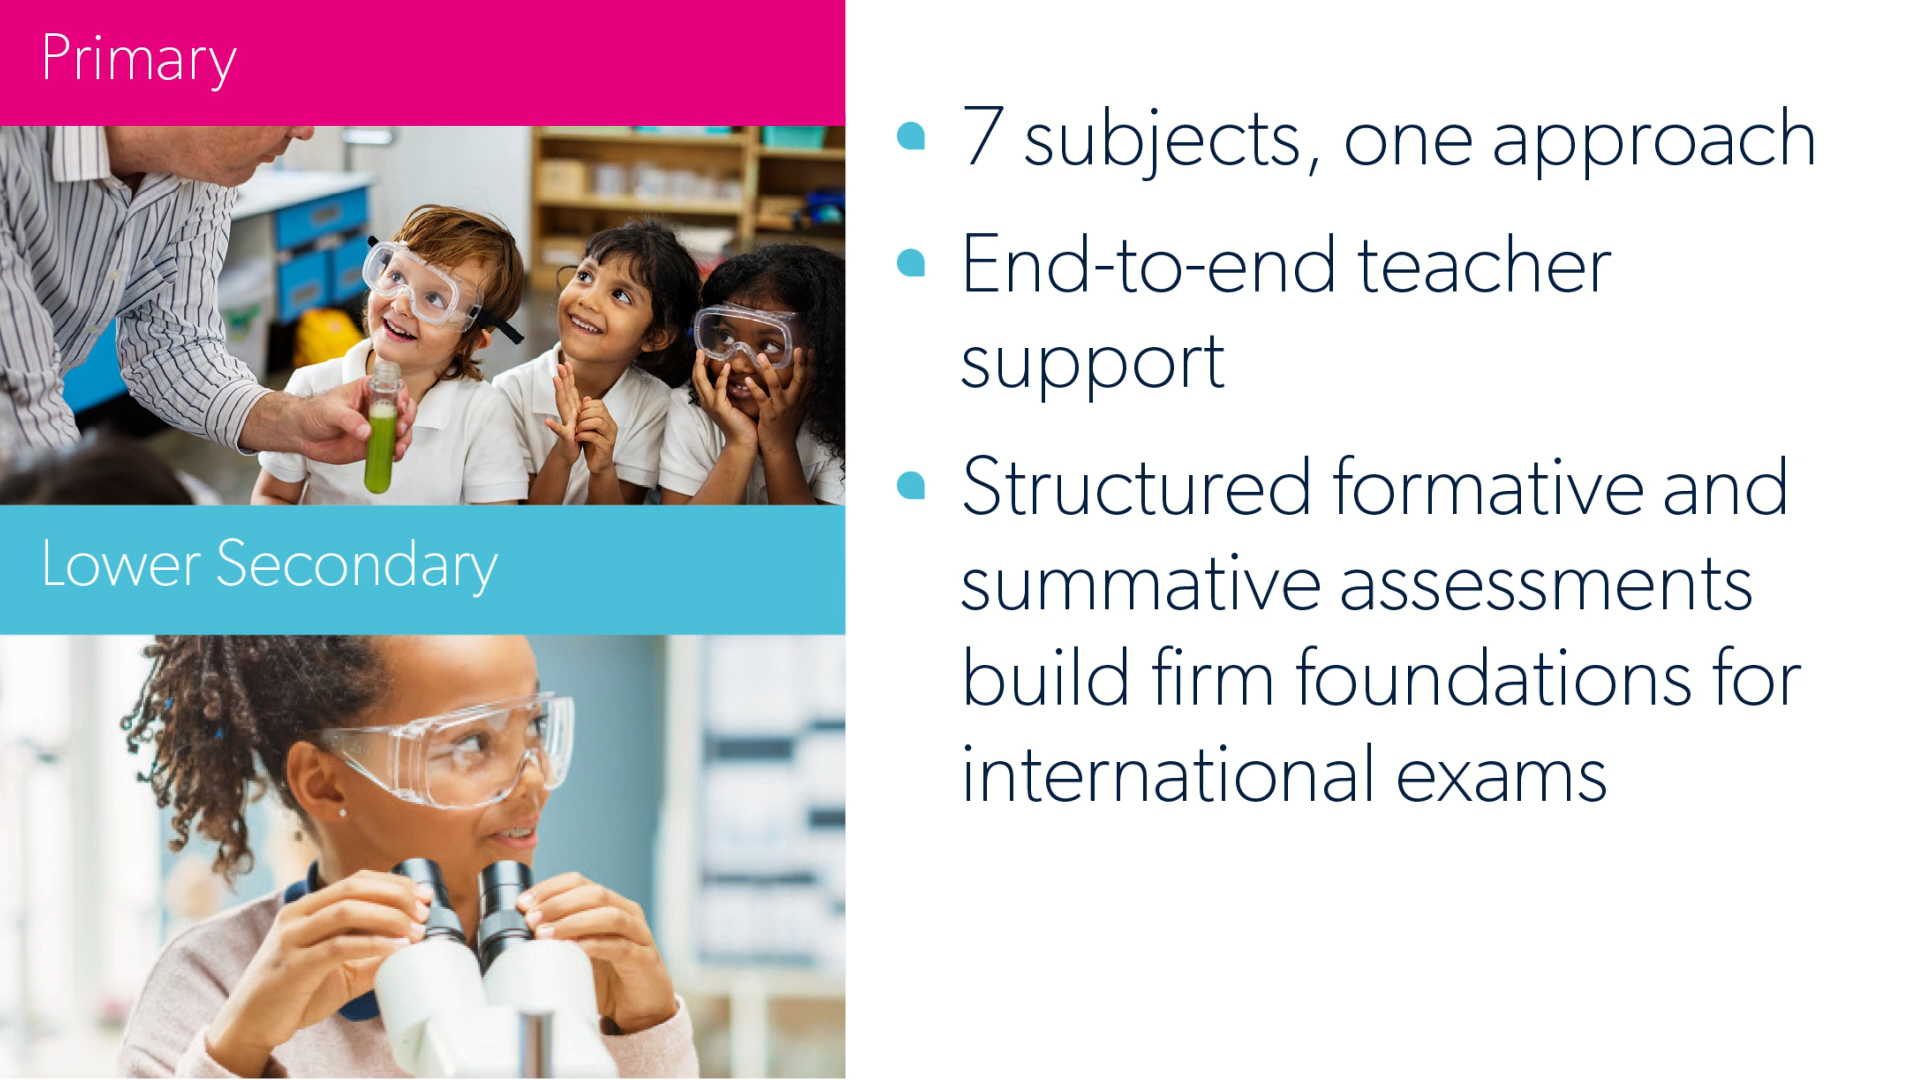 Primary
Lower Secondary
7 subjects, one approach
End-to-end teacher
support
Structured formative and
summative assessments
build firm foundations for
international exams